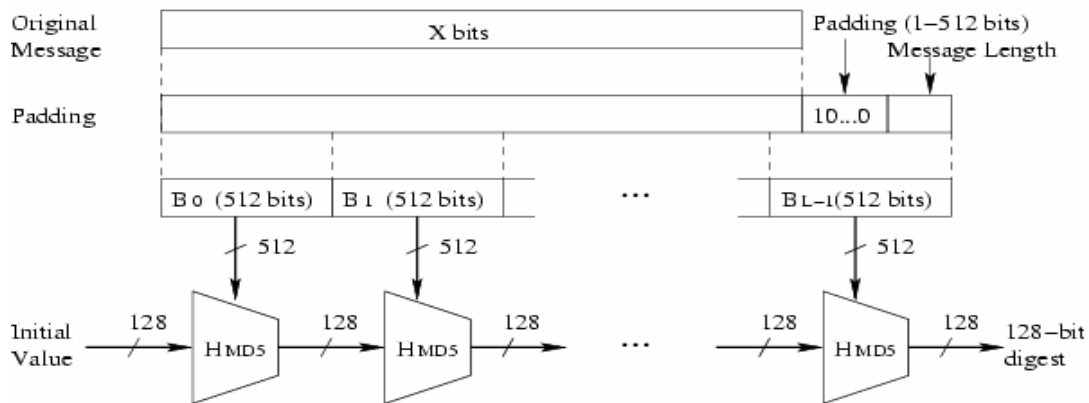 Original Message
X bits
Padding (1-512 bits)
Message Length
Padding
10...0
B0 (512 bits)
B1 (512 bits)
...
BL-1(512 bits)
512
512
512
Initial Value
128
HMD5
128
HMD5
128
...
128
HMD5
128
128-bit digest